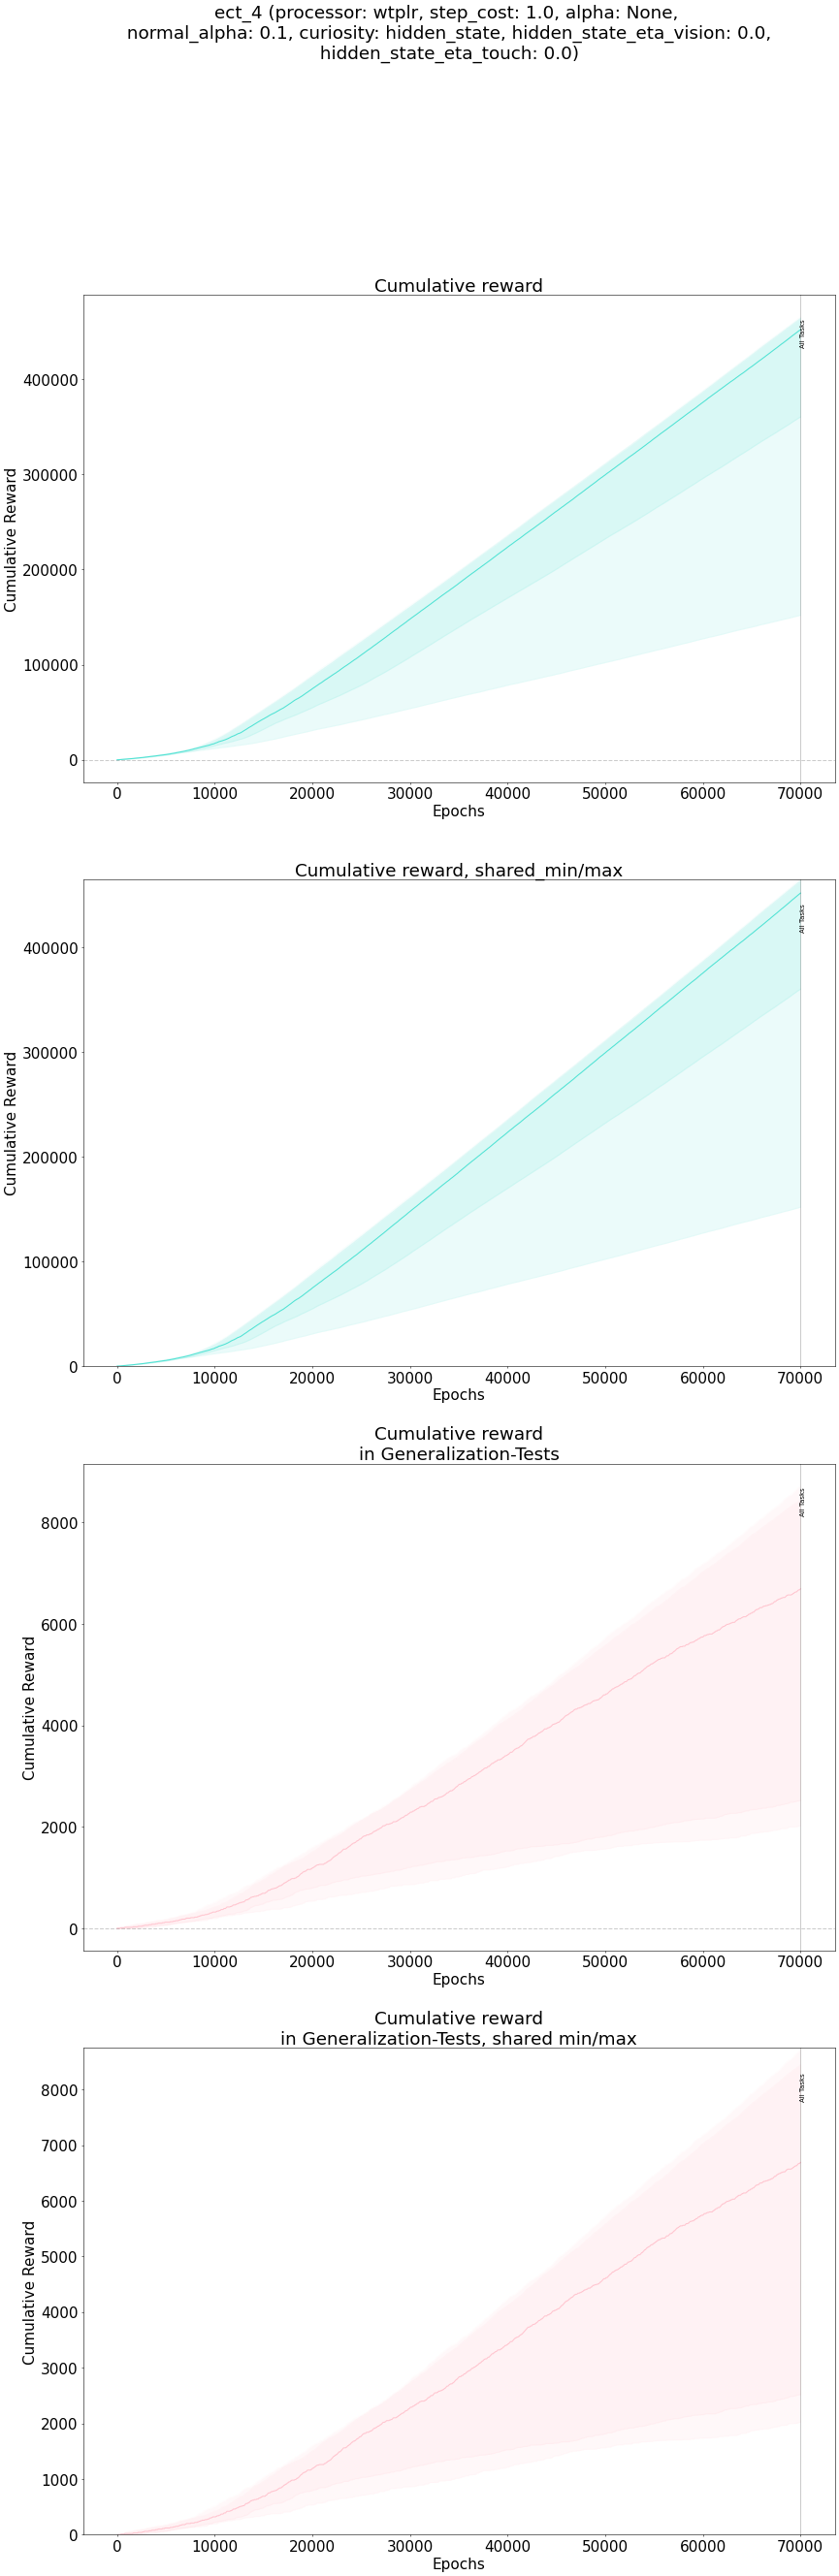 ect_4 (processor: wtplr, step_cost: 1.0, alpha: None,
normal_alpha: 0.1, curiosity: hidden_state, hidden_state_eta_vision: 0.0,
hidden_state_eta_touch: 0.0)
Cumulative reward
Cumulative Reward
400000
300000
200000
100000
0
All Tasks
0 10000 20000 30000 40000 50000 60000 70000
Epochs
Cumulative reward, shared_min/max
Cumulative Reward
400000
300000
200000
100000
0
All Tasks
0 10000 20000 30000 40000 50000 60000 70000
Epochs
Cumulative reward
in Generalization-Tests
Cumulative Reward
8000
6000
4000
2000
0
All Tasks
0 10000 20000 30000 40000 50000 60000 70000
Epochs
Cumulative reward
in Generalization-Tests, shared min/max
Cumulative Reward
8000
7000
6000
5000
4000
3000
2000
1000
0
All Tasks
0 10000 20000 30000 40000 50000 60000 70000
Epochs